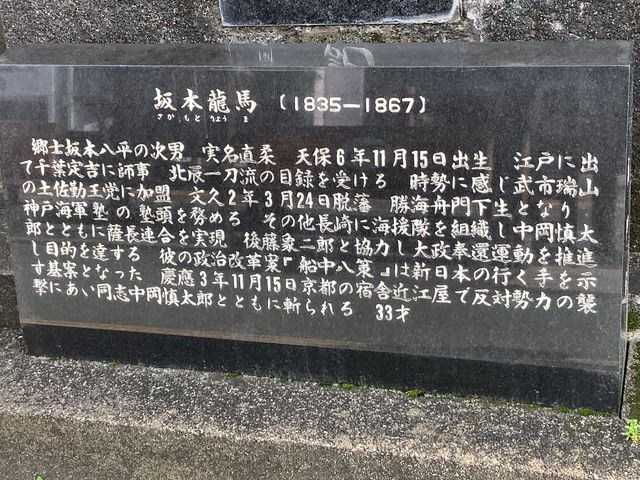 坂本龍馬 (1835―1867)
さかもとりょうま
郷士坂本八平の次男 実名直柔 天保6年11月15日出生 江戸に出
て千葉定吉に師事 北辰一刀流の目録を受ける 時勢に感じ武市瑞山
の土佐勤王党に加盟 文久2年3月24日脱藩 勝海舟門下生となり
神戸海軍塾の塾頭を務める その他長崎に海援隊を組織し中岡慎太
郎とともに薩長連合を実現 後藤象二郎と協力し大政奉還運動を推進
し目的を達する 彼の政治改革案『船中八策』は新日本の行く手を示
す基案となった 慶應3年11月15日京都の宿舎近江屋で反対勢力の襲
撃にあい同志中岡慎太郎とともに斬られる 33才